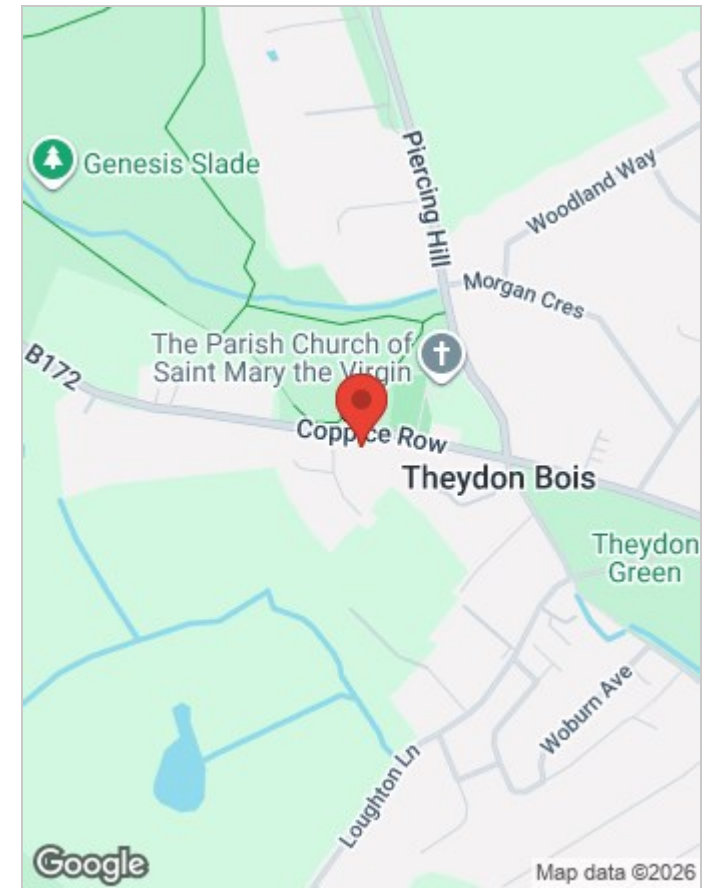 Genesis Slade
Piercing Hill
Woodland Way
Morgan Cres
The Parish Church of
Saint Mary the Virgin
B172
Coppice Row
Theydon Bois
Theydon
Green
Woburn Ave
Loughton Ln
Google
Map data ©2026